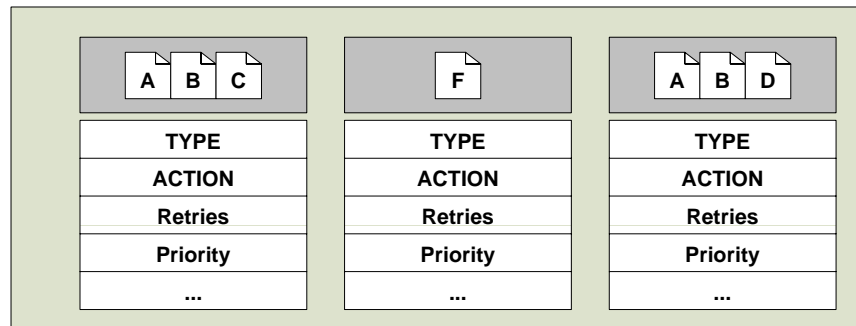 A B C F A B D
TYPE TYPE TYPE
ACTION ACTION ACTION
Retries Retries Retries
Priority Priority Priority
... ... ...